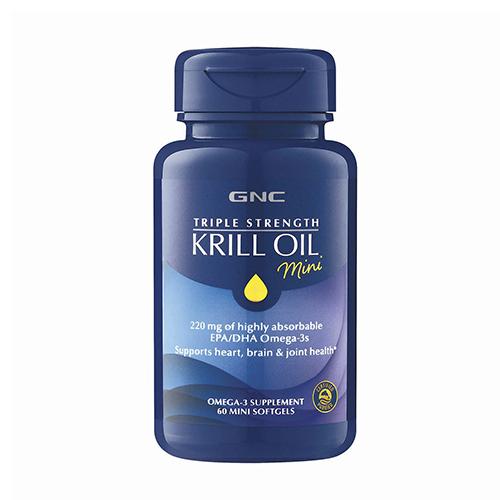 GNC
TRIPLE STRENGTH
KRILL OIL
mini
220 mg of highly absorbable
EPA/DHA Omega-3s
Supports heart, brain & joint health*
OMEGA-3 SUPPLEMENT
60 MINI SOFTGELS